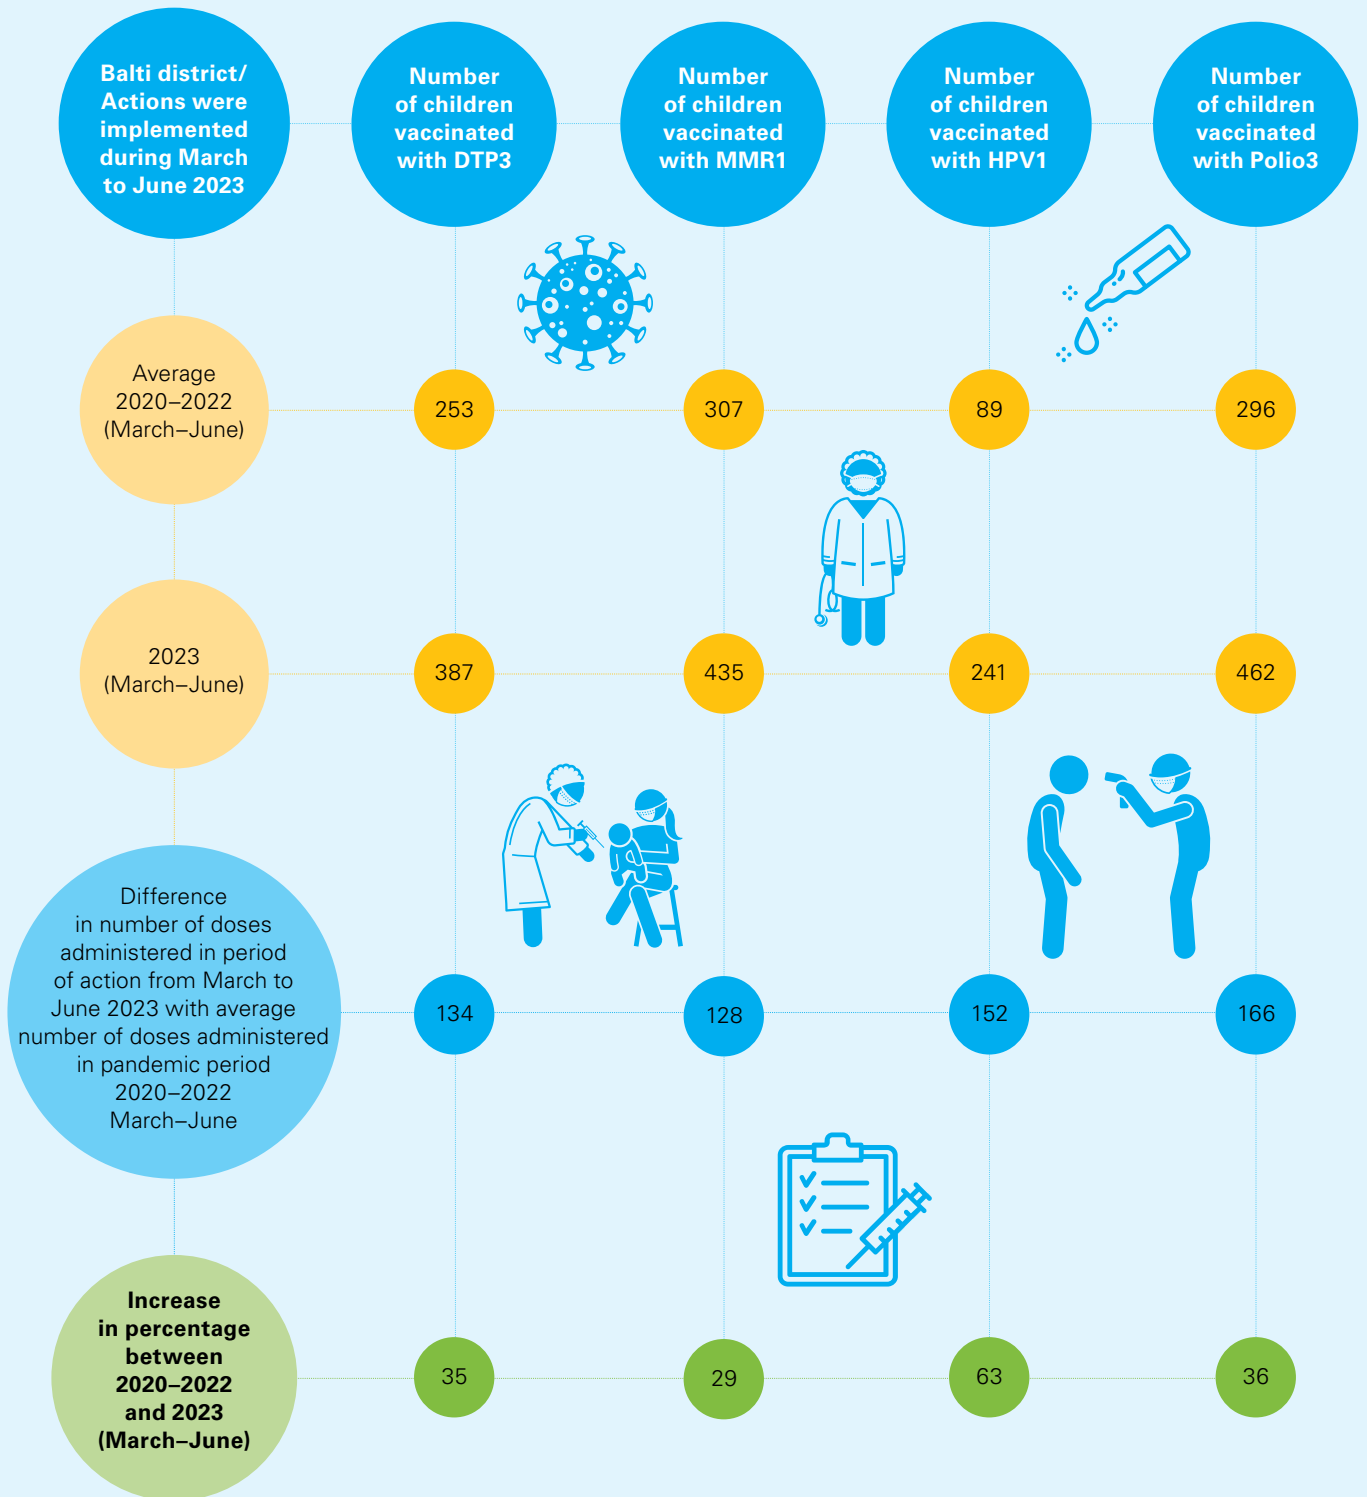 Balti district/
Actions were
implemented
during March
to June 2023
Number
of children
vaccinated
with DTP3
Number
of children
vaccinated
with MMR1
Number
of children
vaccinated
with HPV1
Number
of children
vaccinated
with Polio3
Average
2020–2022
(March–June)
253
307
89
296
2023
(March–June)
387
435
241
462
Difference
in number of doses
administered in period
of action from March to
June 2023 with average
number of doses administered
in pandemic period
2020–2022
March–June
134
128
152
166
Increase
in percentage
between
2020–2022
and 2023
(March–June)
35
29
63
36